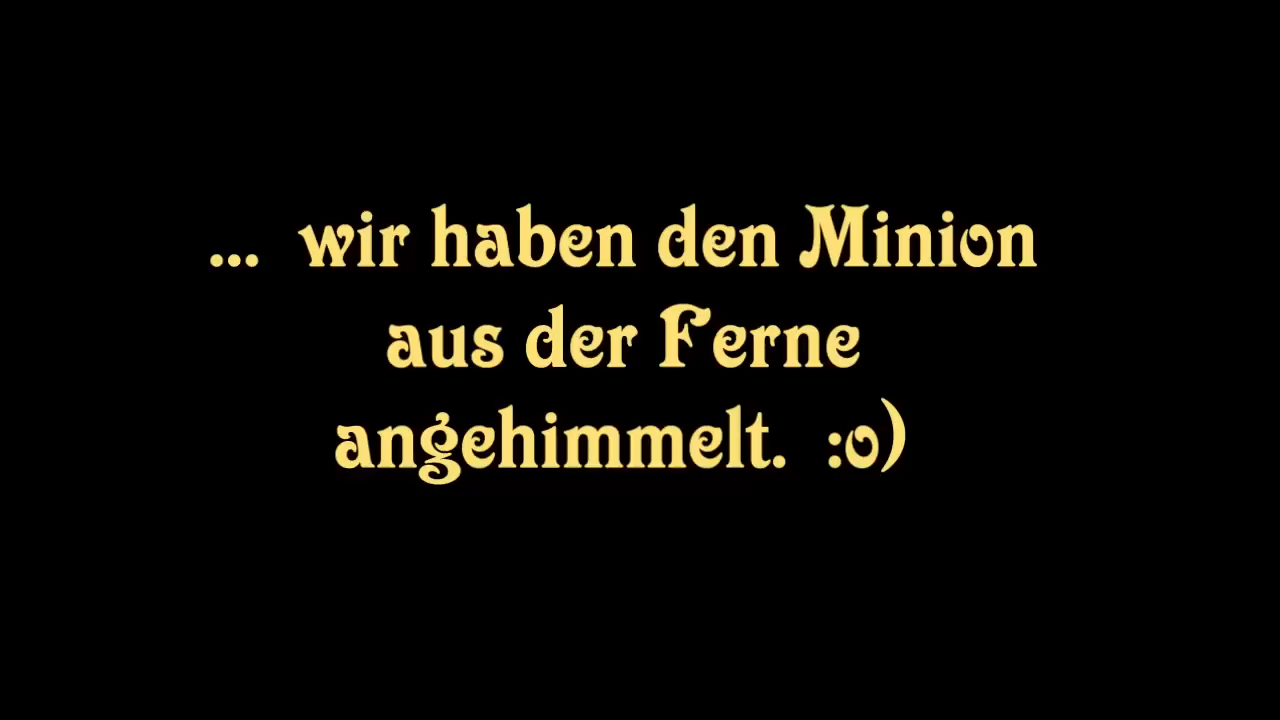 ... wir haben den Minion
aus der Ferne
angehimmelt. :o)